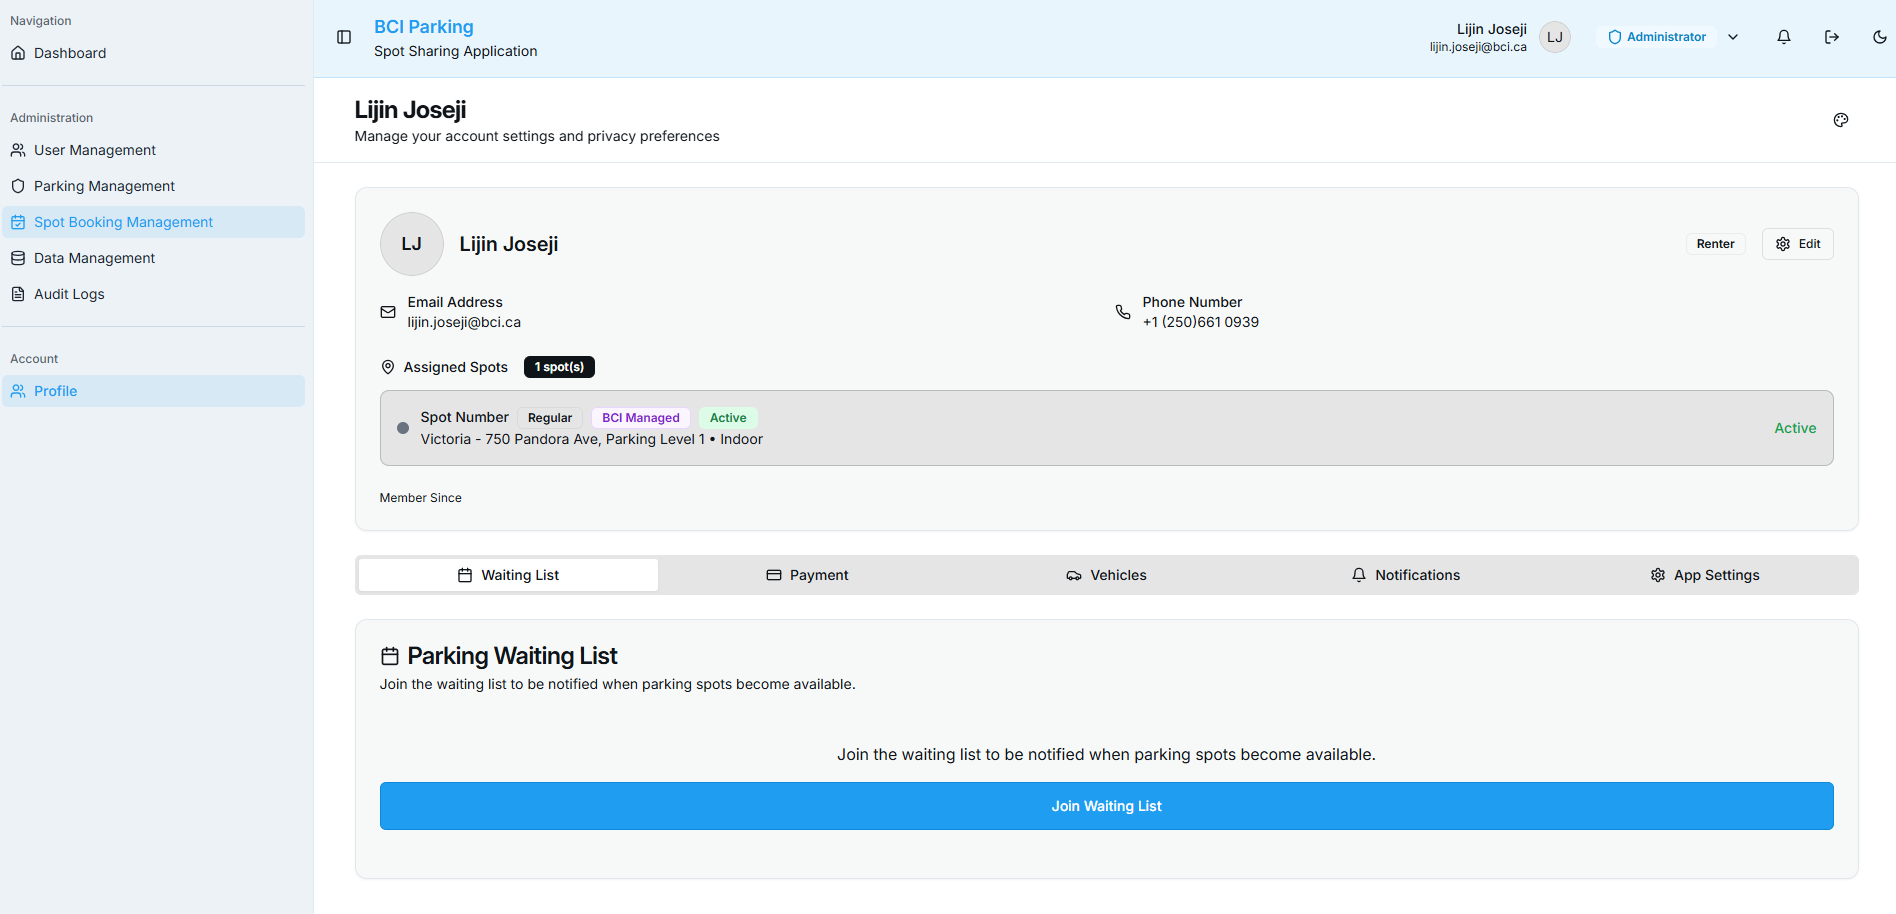 Navigation
Dashboard
Administration
User Management
Parking Management
Spot Booking Management
Data Management
Audit Logs
Account
Profile
BCI Parking
Spot Sharing Application
Lijin Joseji
lijin.joseji@bci.ca
LJ
Administrator
Lijin Joseji
Manage your account settings and privacy preferences
LJ
Lijin Joseji
Renter
Edit
Email Address
lijin.joseji@bci.ca
Phone Number
+1 (250)661 0939
Assigned Spots 1 spot(s)
Spot Number Regular BCI Managed Active
Victoria - 750 Pandora Ave, Parking Level 1 • Indoor
Active
Member Since
Waiting List
Payment
Vehicles
Notifications
App Settings
Parking Waiting List
Join the waiting list to be notified when parking spots become available.
Join the waiting list to be notified when parking spots become available.
Join Waiting List